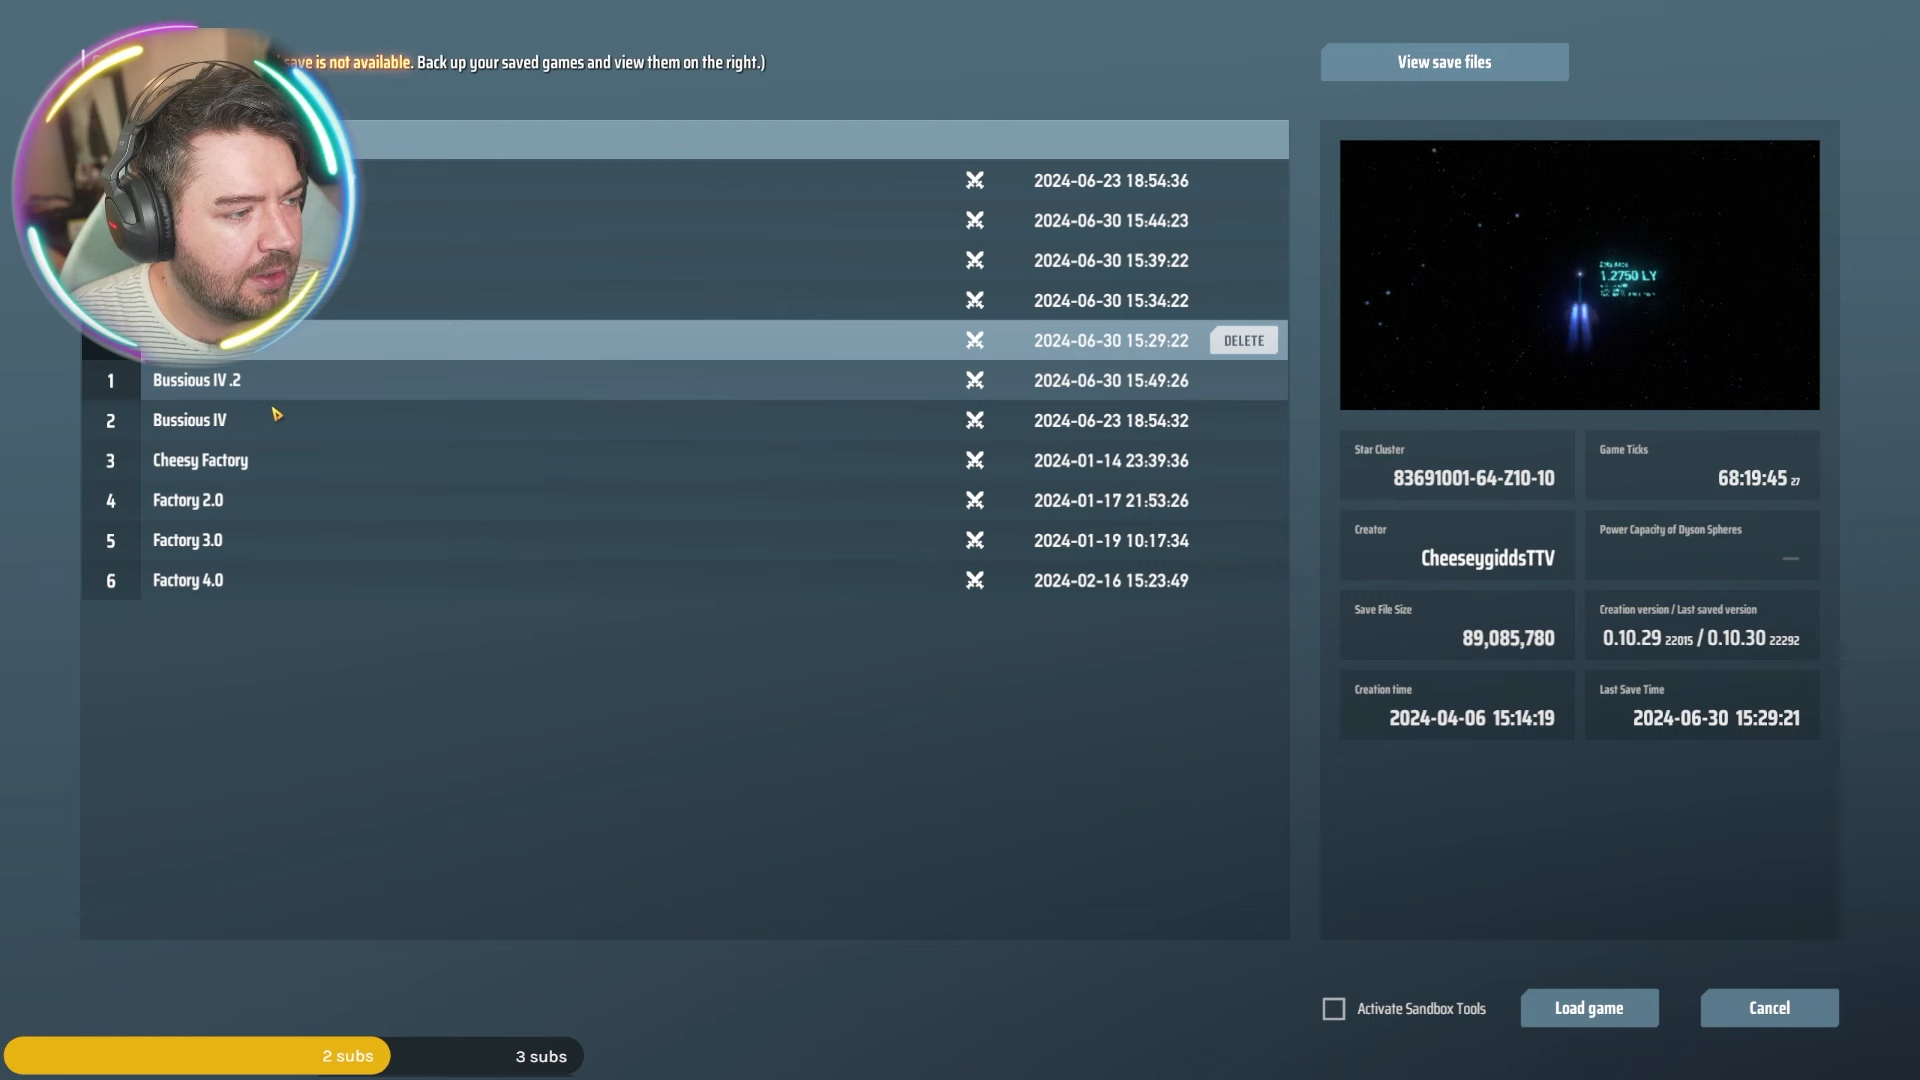 save is not available. Back up your saved games and view them on the right.)
View save files
2024-06-23 18:54:36
2024-06-30 15:44:23
2024-06-30 15:39:22
2024-06-30 15:34:22
2024-06-30 15:29:22 DELETE
1 Bussious IV .2 2024-06-30 15:49:26
2 Bussious IV 2024-06-23 18:54:32
3 Cheesy Factory 2024-01-14 23:39:36
4 Factory 2.0 2024-01-17 21:53:26
5 Factory 3.0 2024-01-19 10:17:34
6 Factory 4.0 2024-02-16 15:23:49
1.2750 LY
Star Cluster
83691001-64-Z10-10
Game Ticks
68:19:45 27
Creator
CheeseygiddsTTV
Power Capacity of Dyson Spheres
—
Save File Size
89,085,780
Creation version / Last saved version
0.10.29 22015 / 0.10.30 22292
Creation time
2024-04-06 15:14:19
Last Save Time
2024-06-30 15:29:21
Activate Sandbox Tools
Load game
Cancel
2 subs
3 subs